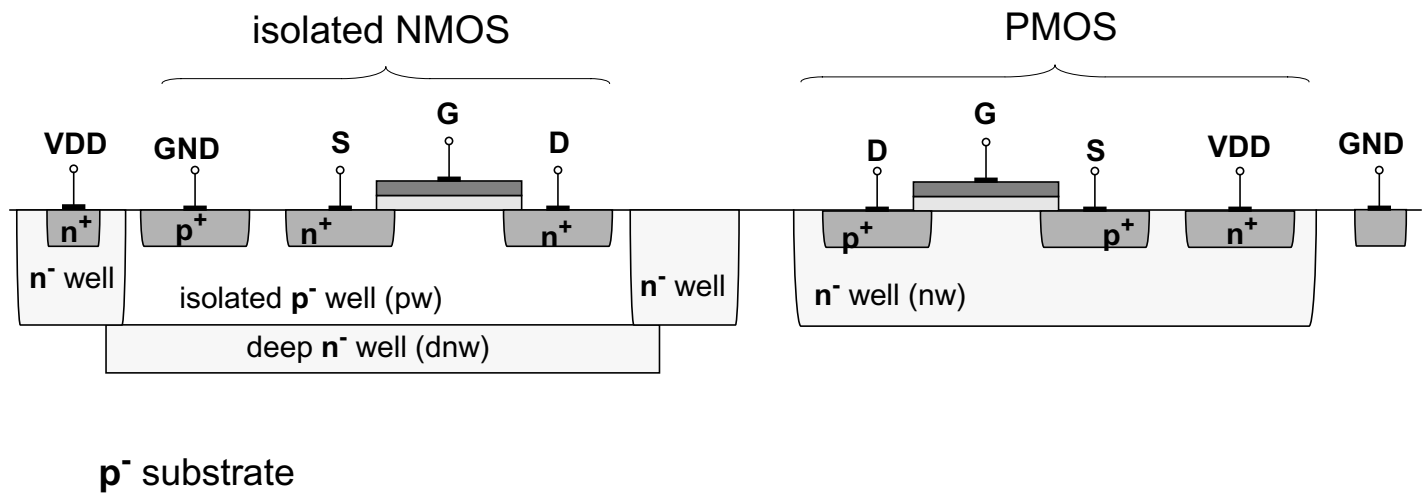 isolated NMOS
PMOS
VDD GND S G D
D G S VDD GND
n+ p+ n+ n+
p+ p+ n+
n- well
isolated p- well (pw)
n- well
n- well (nw)
deep n- well (dnw)
p- substrate